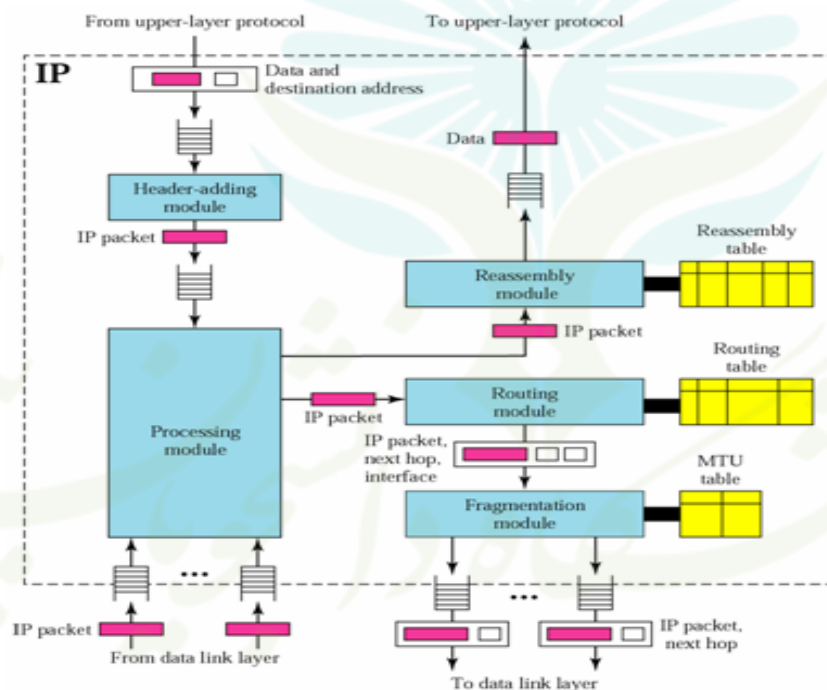 From upper-layer protocol
To upper-layer protocol
IP
Data and
destination address
Data
Header-adding
module
IP packet
Reassembly
table
Reassembly
module
IP packet
Routing
table
Processing
module
IP packet
Routing
module
IP packet,
next hop,
interface
MTU
table
Fragmentation
module
IP packet
From data link layer
IP packet,
next hop
To data link layer